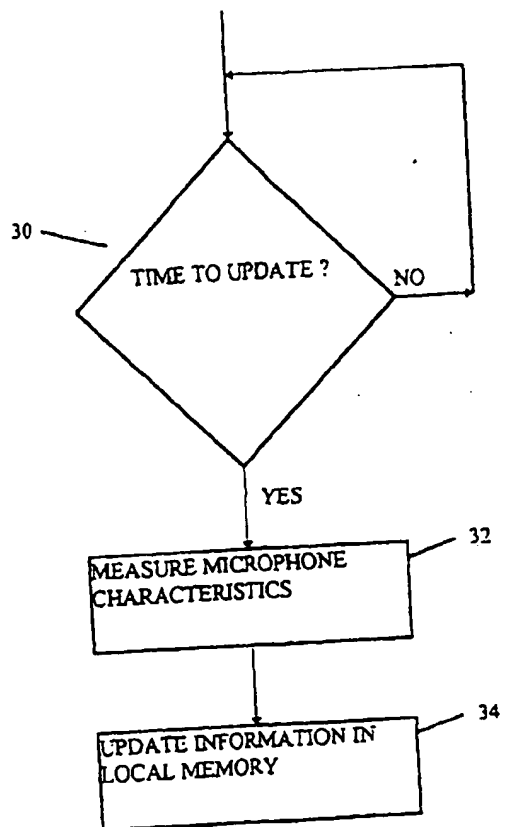 30
TIME TO UPDATE ?
NO
YES
32
MEASURE MICROPHONE
CHARACTERISTICS
34
UPDATE INFORMATION IN
LOCAL MEMORY